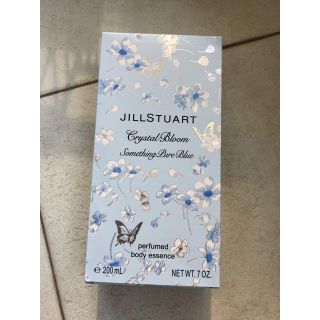 JILLSTUART
Crystal Bloom
Something Pure Blue
perfumed
body essence
℮ 200 mL NET WT. 7 OZ.